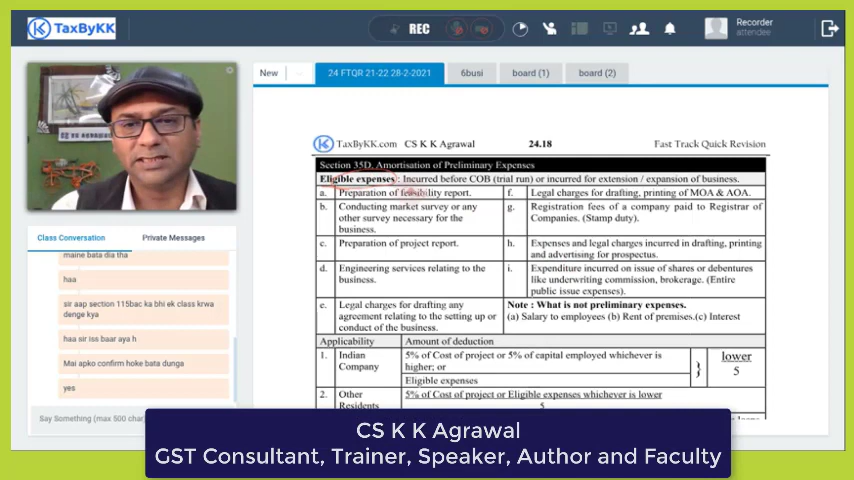 TaxByKK
REC
Recorder
attendee
New
24 FTQR 21-22 28-2-2021
6busi
board (1)
board (2)
TaxByKK.com CS K K Agrawal 24.18 Fast Track Quick Revision
Section 35D. Amortisation of Preliminary Expenses
Eligible expenses : Incurred before COB (trial run) or incurred for extension / expansion of business.
a. Preparation of feasibility report.
f. Legal charges for drafting, printing of MOA & AOA.
b. Conducting market survey or any
other survey necessary for the
business.
g. Registration fees of a company paid to Registrar of
Companies. (Stamp duty).
c. Preparation of project report.
h. Expenses and legal charges incurred in drafting, printing
and advertising for prospectus.
d. Engineering services relating to the
business.
i. Expenditure incurred on issue of shares or debentures
like underwriting commission, brokerage. (Entire
public issue expenses).
e. Legal charges for drafting any
agreement relating to the setting up or
conduct of the business.
Note : What is not preliminary expenses.
(a) Salary to employees (b) Rent of premises.(c) Interest
Applicability Amount of deduction
1. Indian
Company
5% of Cost of project or 5% of capital employed whichever is
higher; or
Eligible expenses
} lower
5
2. Other
Residents
5% of Cost of project or Eligible expenses whichever is lower
5
Class Conversation
Private Messages
maine bata dia tha
haa
sir aap section 115bac ka bhi ek class krwa
denge kya
haa sir iss baar aya h
Mai apko confirm hoke bata dunga
yes
Say Something (max 500 char
CS K K Agrawal
GST Consultant, Trainer, Speaker, Author and Faculty